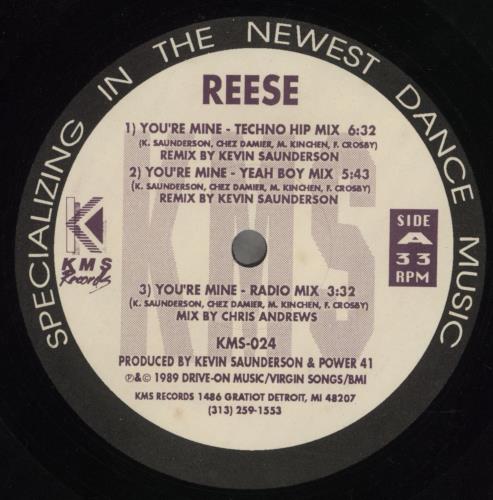 SPECIALIZING IN THE NEWEST DANCE MUSIC
REESE
1) YOU'RE MINE - TECHNO HIP MIX 6:32
(K. SAUNDERSON, CHEZ DAMIER, M. KINCHEN, F. CROSBY)
REMIX BY KEVIN SAUNDERSON
2) YOU'RE MINE - YEAH BOY MIX 5:43
(K. SAUNDERSON, CHEZ DAMIER, M. KINCHEN, F. CROSBY)
REMIX BY KEVIN SAUNDERSON
KMS
K
KMS
Records
SIDE
A
33
RPM
3) YOU'RE MINE - RADIO MIX 3:32
(K. SAUNDERSON, CHEZ DAMIER, M. KINCHEN, F. CROSBY)
MIX BY CHRIS ANDREWS
KMS-024
PRODUCED BY KEVIN SAUNDERSON & POWER 41
℗&© 1989 DRIVE-ON MUSIC/VIRGIN SONGS/BMI
KMS RECORDS 1486 GRATIOT DETROIT, MI 48207
(313) 259-1553